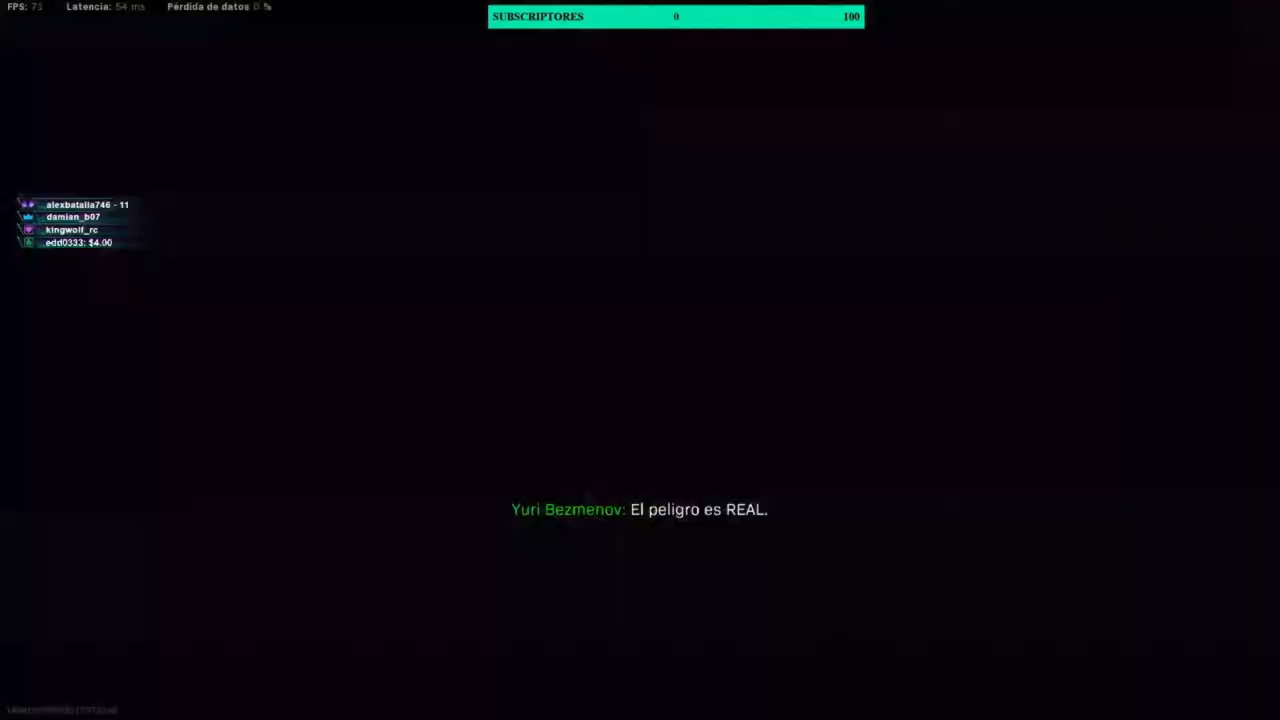 FPS: 71 Latencia: 54 ms Pérdida de datos 0 %
SUBSCRIPTORES 0 100
alexbatalla746 - 11
damian_b07
kingwolf_rc
edd0333: $4.00
Yuri Bezmenov: El peligro es REAL.